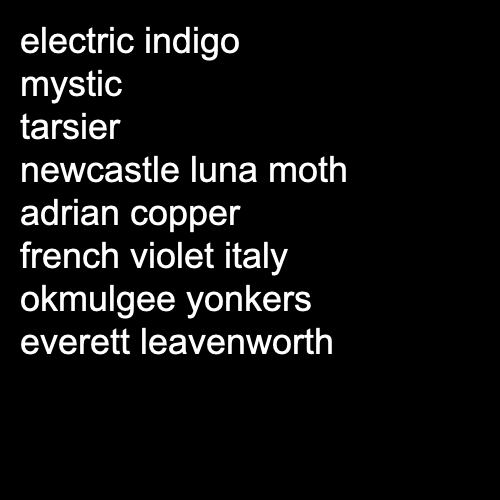 electric indigo
mystic
tarsier
newcastle luna moth
adrian copper
french violet italy
okmulgee yonkers
everett leavenworth